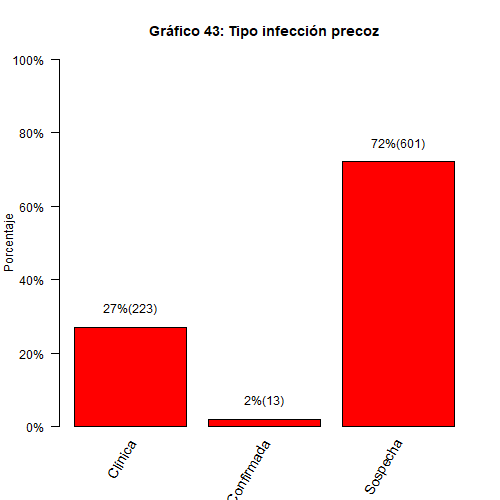 Gráfico 43: Tipo infección precoz
100%
80%
60%
40%
20%
0%
Porcentaje
27%(223)
2%(13)
72%(601)
Clinica
Confirmada
Sospecha